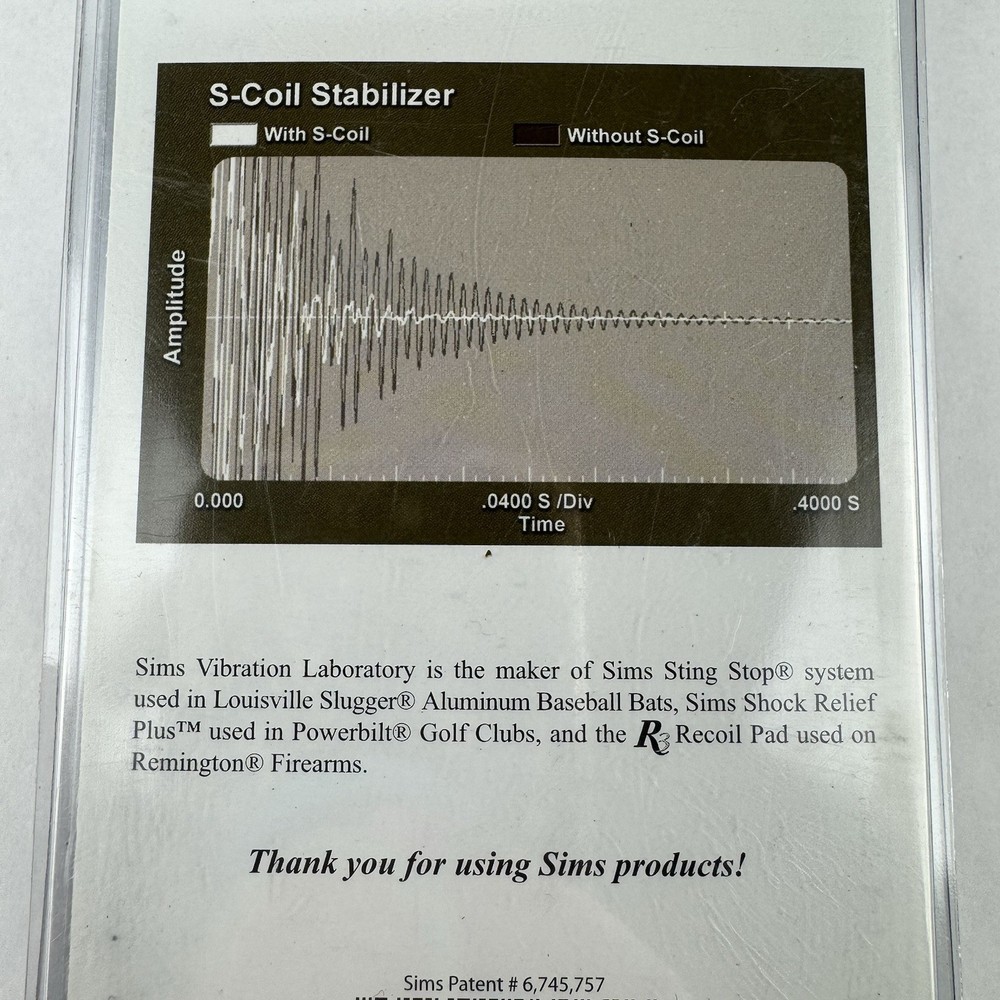 S-Coil Stabilizer
With S-Coil Without S-Coil
Amplitude
0.000 .0400 S /Div .4000 S
Time
Sims Vibration Laboratory is the maker of Sims Sting Stop® system
used in Louisville Slugger® Aluminum Baseball Bats, Sims Shock Relief
Plus™ used in Powerbilt® Golf Clubs, and the R3 Recoil Pad used on
Remington® Firearms.
Thank you for using Sims products!
Sims Patent # 6,745,757